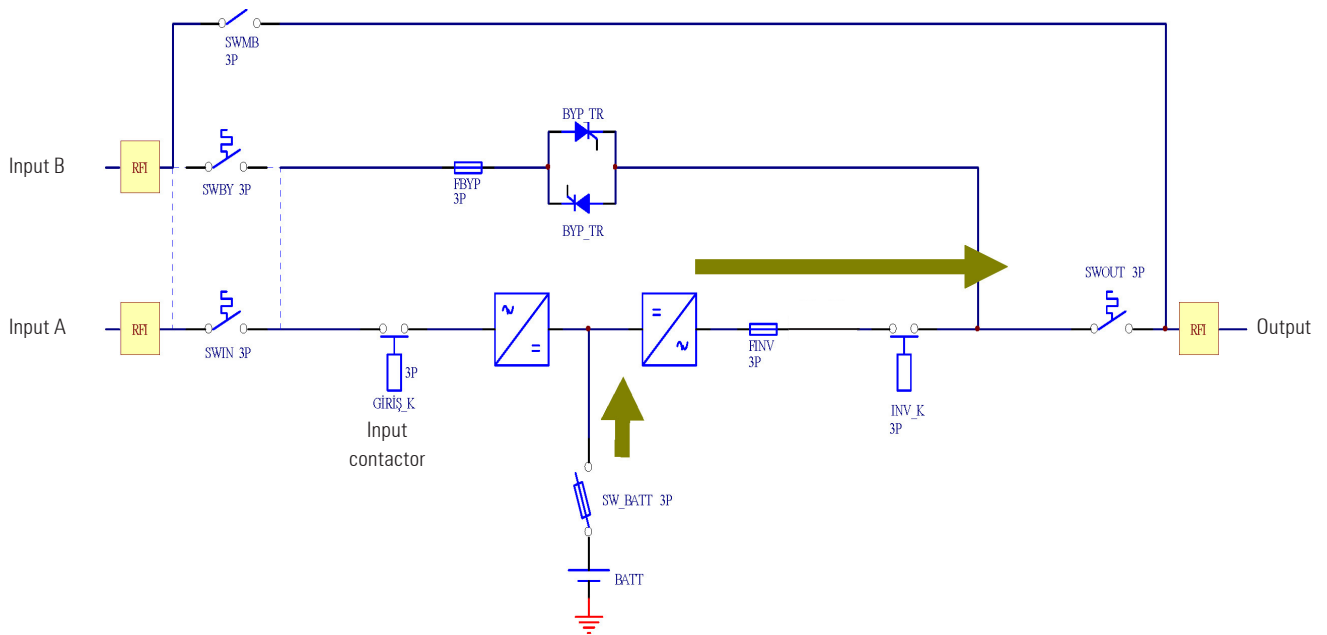 SWMB
3P
BYP_TR
Input B
RFI
SWBY 3P
FBYP
3P
BYP_TR
SWOUT 3P
Input A
RFI
SWIN 3P
3P
GİRİŞ_K
Input
contactor
FINV
3P
INV_K
3P
RFI
Output
SW_BATT 3P
BATT